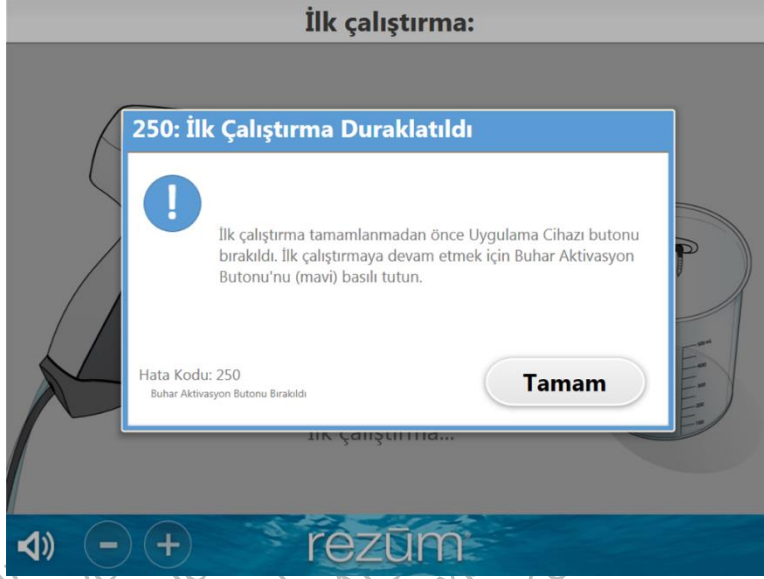 İlk çalıştırma:
250: İlk Çalıştırma Duraklatıldı
!
İlk çalıştırma tamamlanmadan önce Uygulama Cihazı butonu
bırakıldı. İlk çalıştırmaya devam etmek için Buhar Aktivasyon
Butonu'nu (mavi) basılı tutun.
Hata Kodu: 250
Buhar Aktivasyon Butonu Bırakıldı
Tamam
İlk çalıştırma...
rezūm